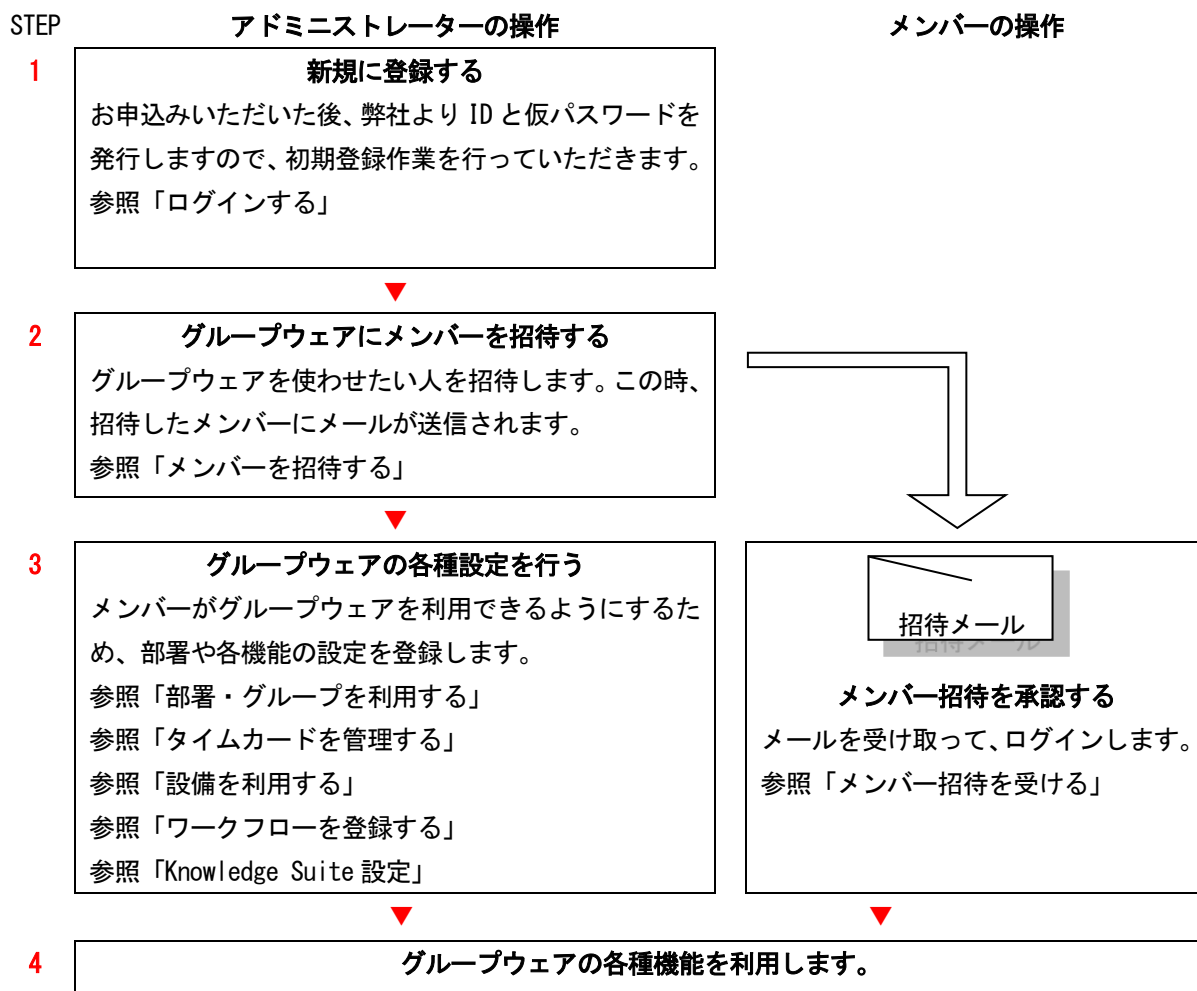 STEP アドミニストレーターの操作 メンバーの操作
1 新規に登録する
お申込みいただいた後、弊社より ID と仮パスワードを
発行しますので、初期登録作業を行っていただきます。
参照「ログインする」
2 グループウェアにメンバーを招待する
グループウェアを使わせたい人を招待します。この時、
招待したメンバーにメールが送信されます。
参照「メンバーを招待する」
3 グループウェアの各種設定を行う
メンバーがグループウェアを利用できるようにするた
め、部署や各機能の設定を登録します。
参照「部署・グループを利用する」
参照「タイムカードを管理する」
参照「設備を利用する」
参照「ワークフローを登録する」
参照「Knowledge Suite 設定」
招待メール
メンバー招待を承認する
メールを受け取って、ログインします。
参照「メンバー招待を受ける」
4 グループウェアの各種機能を利用します。